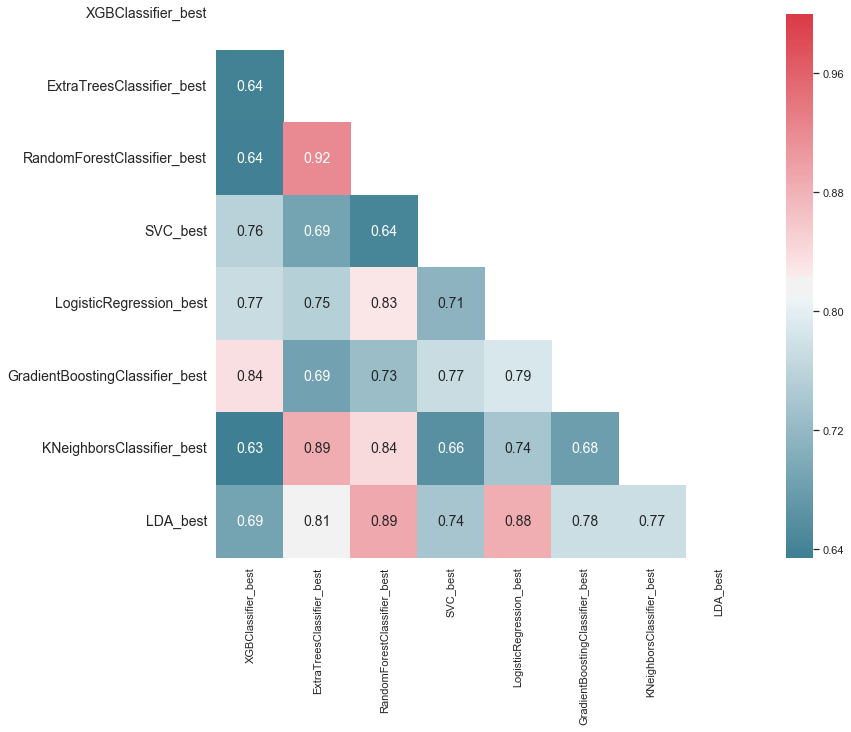 XGBClassifier_best
ExtraTreesClassifier_best 0.64
RandomForestClassifier_best 0.64 0.92
SVC_best 0.76 0.69 0.64
LogisticRegression_best 0.77 0.75 0.83 0.71
GradientBoostingClassifier_best 0.84 0.69 0.73 0.77 0.79
KNeighborsClassifier_best 0.63 0.89 0.84 0.66 0.74 0.68
LDA_best 0.69 0.81 0.89 0.74 0.88 0.78 0.77
XGBClassifier_best
ExtraTreesClassifier_best
RandomForestClassifier_best
SVC_best
LogisticRegression_best
GradientBoostingClassifier_best
KNeighborsClassifier_best
LDA_best
0.96
0.88
0.80
0.72
0.64